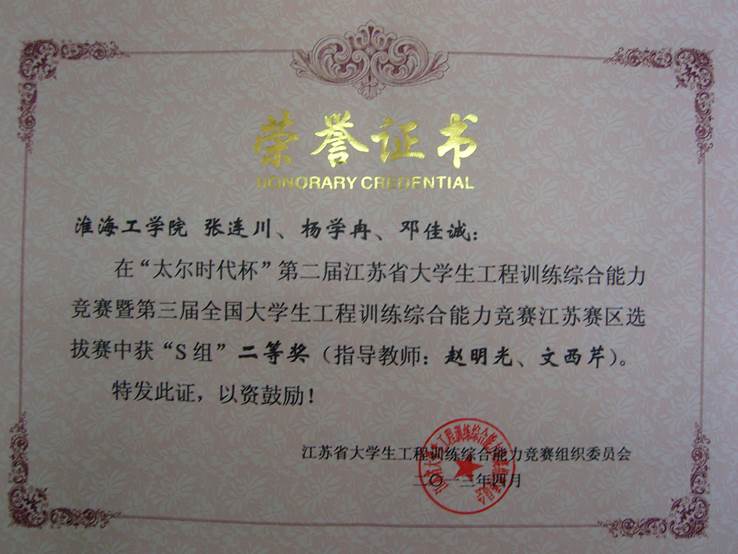 荣誉证书
HONORARY CREDENTIAL
淮海工学院 张连川、杨学冉、邓佳诚：
在“太尔时代杯”第二届江苏省大学生工程训练综合能力
竞赛暨第三届全国大学生工程训练综合能力竞赛江苏赛区选
拔赛中获“S组”二等奖（指导教师：赵明光、文西芹）。
特发此证，以资鼓励！
江苏省大学生工程训练综合能力竞赛组织委员会
二〇一三年四月